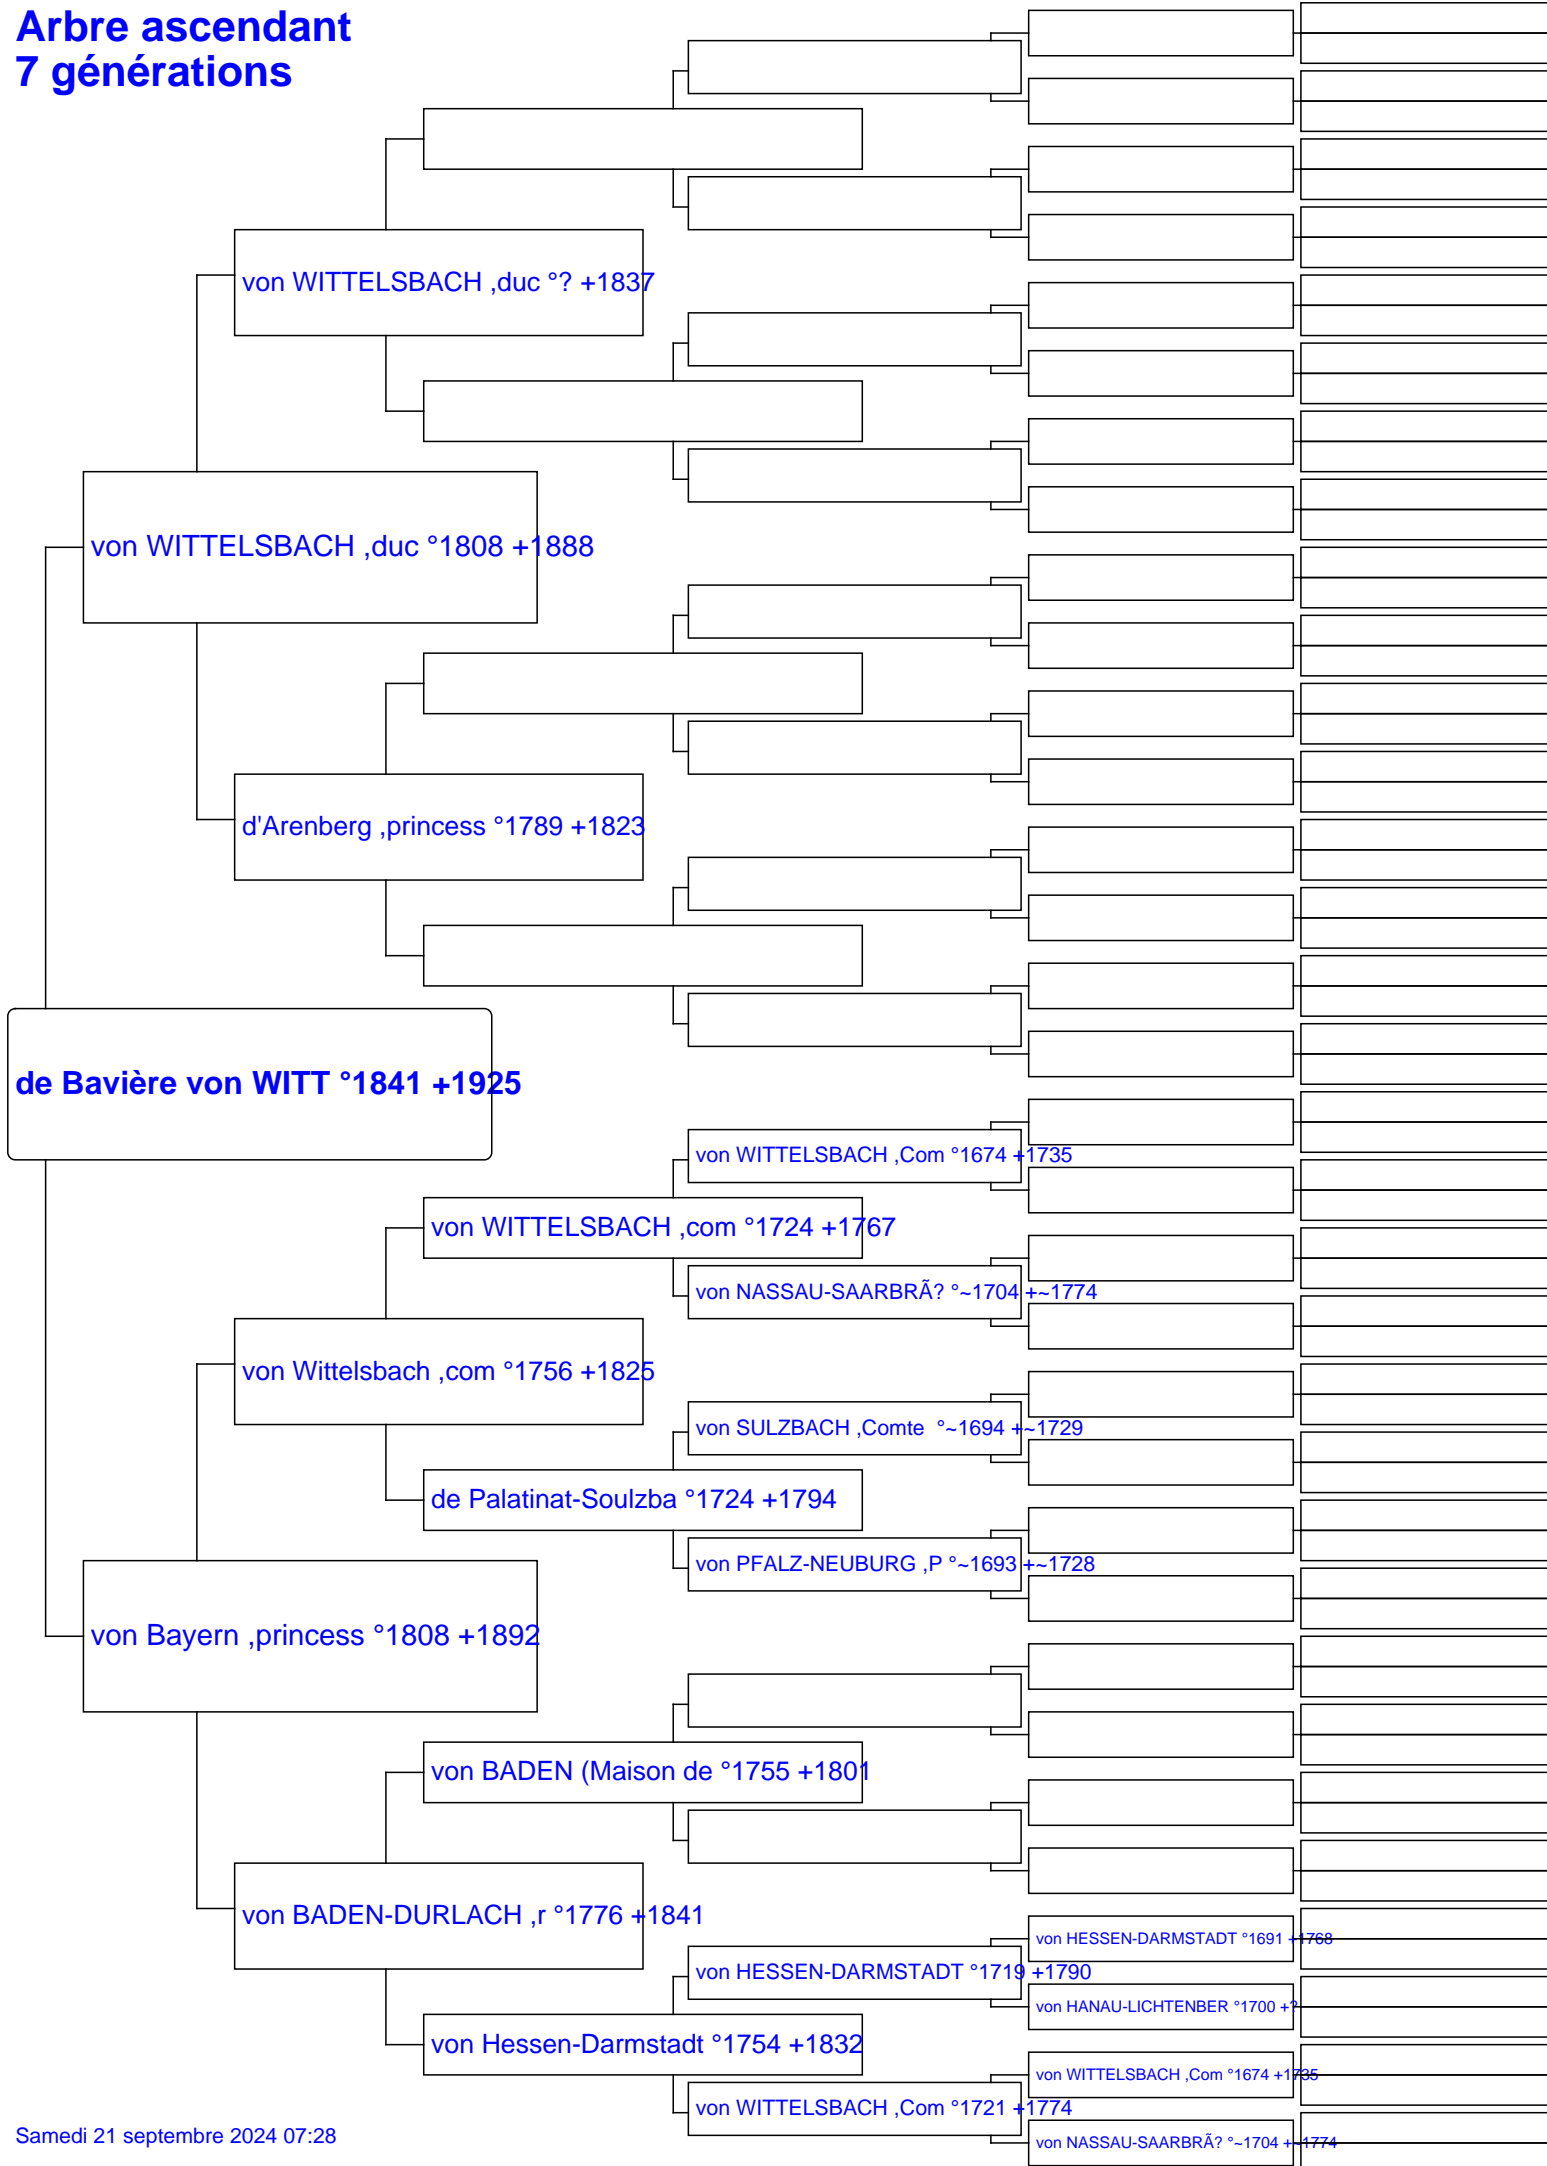 Arbre ascendant
7 générations
von WITTELSBACH ,duc °? +1837
von WITTELSBACH ,duc °1808 +1888
d'Arenberg ,princess °1789 +1823
de Bavière von WITT °1841 +1925
von WITTELSBACH ,Com °1674 +1735
von WITTELSBACH ,com °1724 +1767
von NASSAU-SAARBRÃ? °~1704 +~1774
von Wittelsbach ,com °1756 +1825
von SULZBACH ,Comte °~1694 +~1729
de Palatinat-Soulzba °1724 +1794
von PFALZ-NEUBURG ,P °~1693 +~1728
von Bayern ,princess °1808 +1892
von BADEN (Maison de °1755 +1801
von BADEN-DURLACH ,r °1776 +1841
von HESSEN-DARMSTADT °1691 +1768
von HESSEN-DARMSTADT °1719 +1790
von HANAU-LICHTENBER °1700 +?
von Hessen-Darmstadt °1754 +1832
von WITTELSBACH ,Com °1674 +1735
von WITTELSBACH ,Com °1721 +1774
von NASSAU-SAARBRÃ? °~1704 +~1774
Samedi 21 septembre 2024 07:28